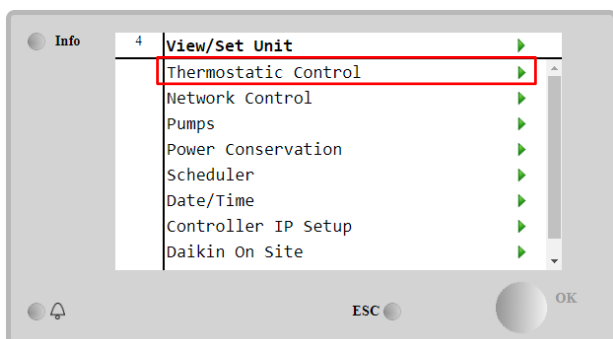 Info
4 View/Set Unit
Thermostatic Control
Network Control
Pumps
Power Conservation
Scheduler
Date/Time
Controller IP Setup
Daikin On Site
ESC
OK